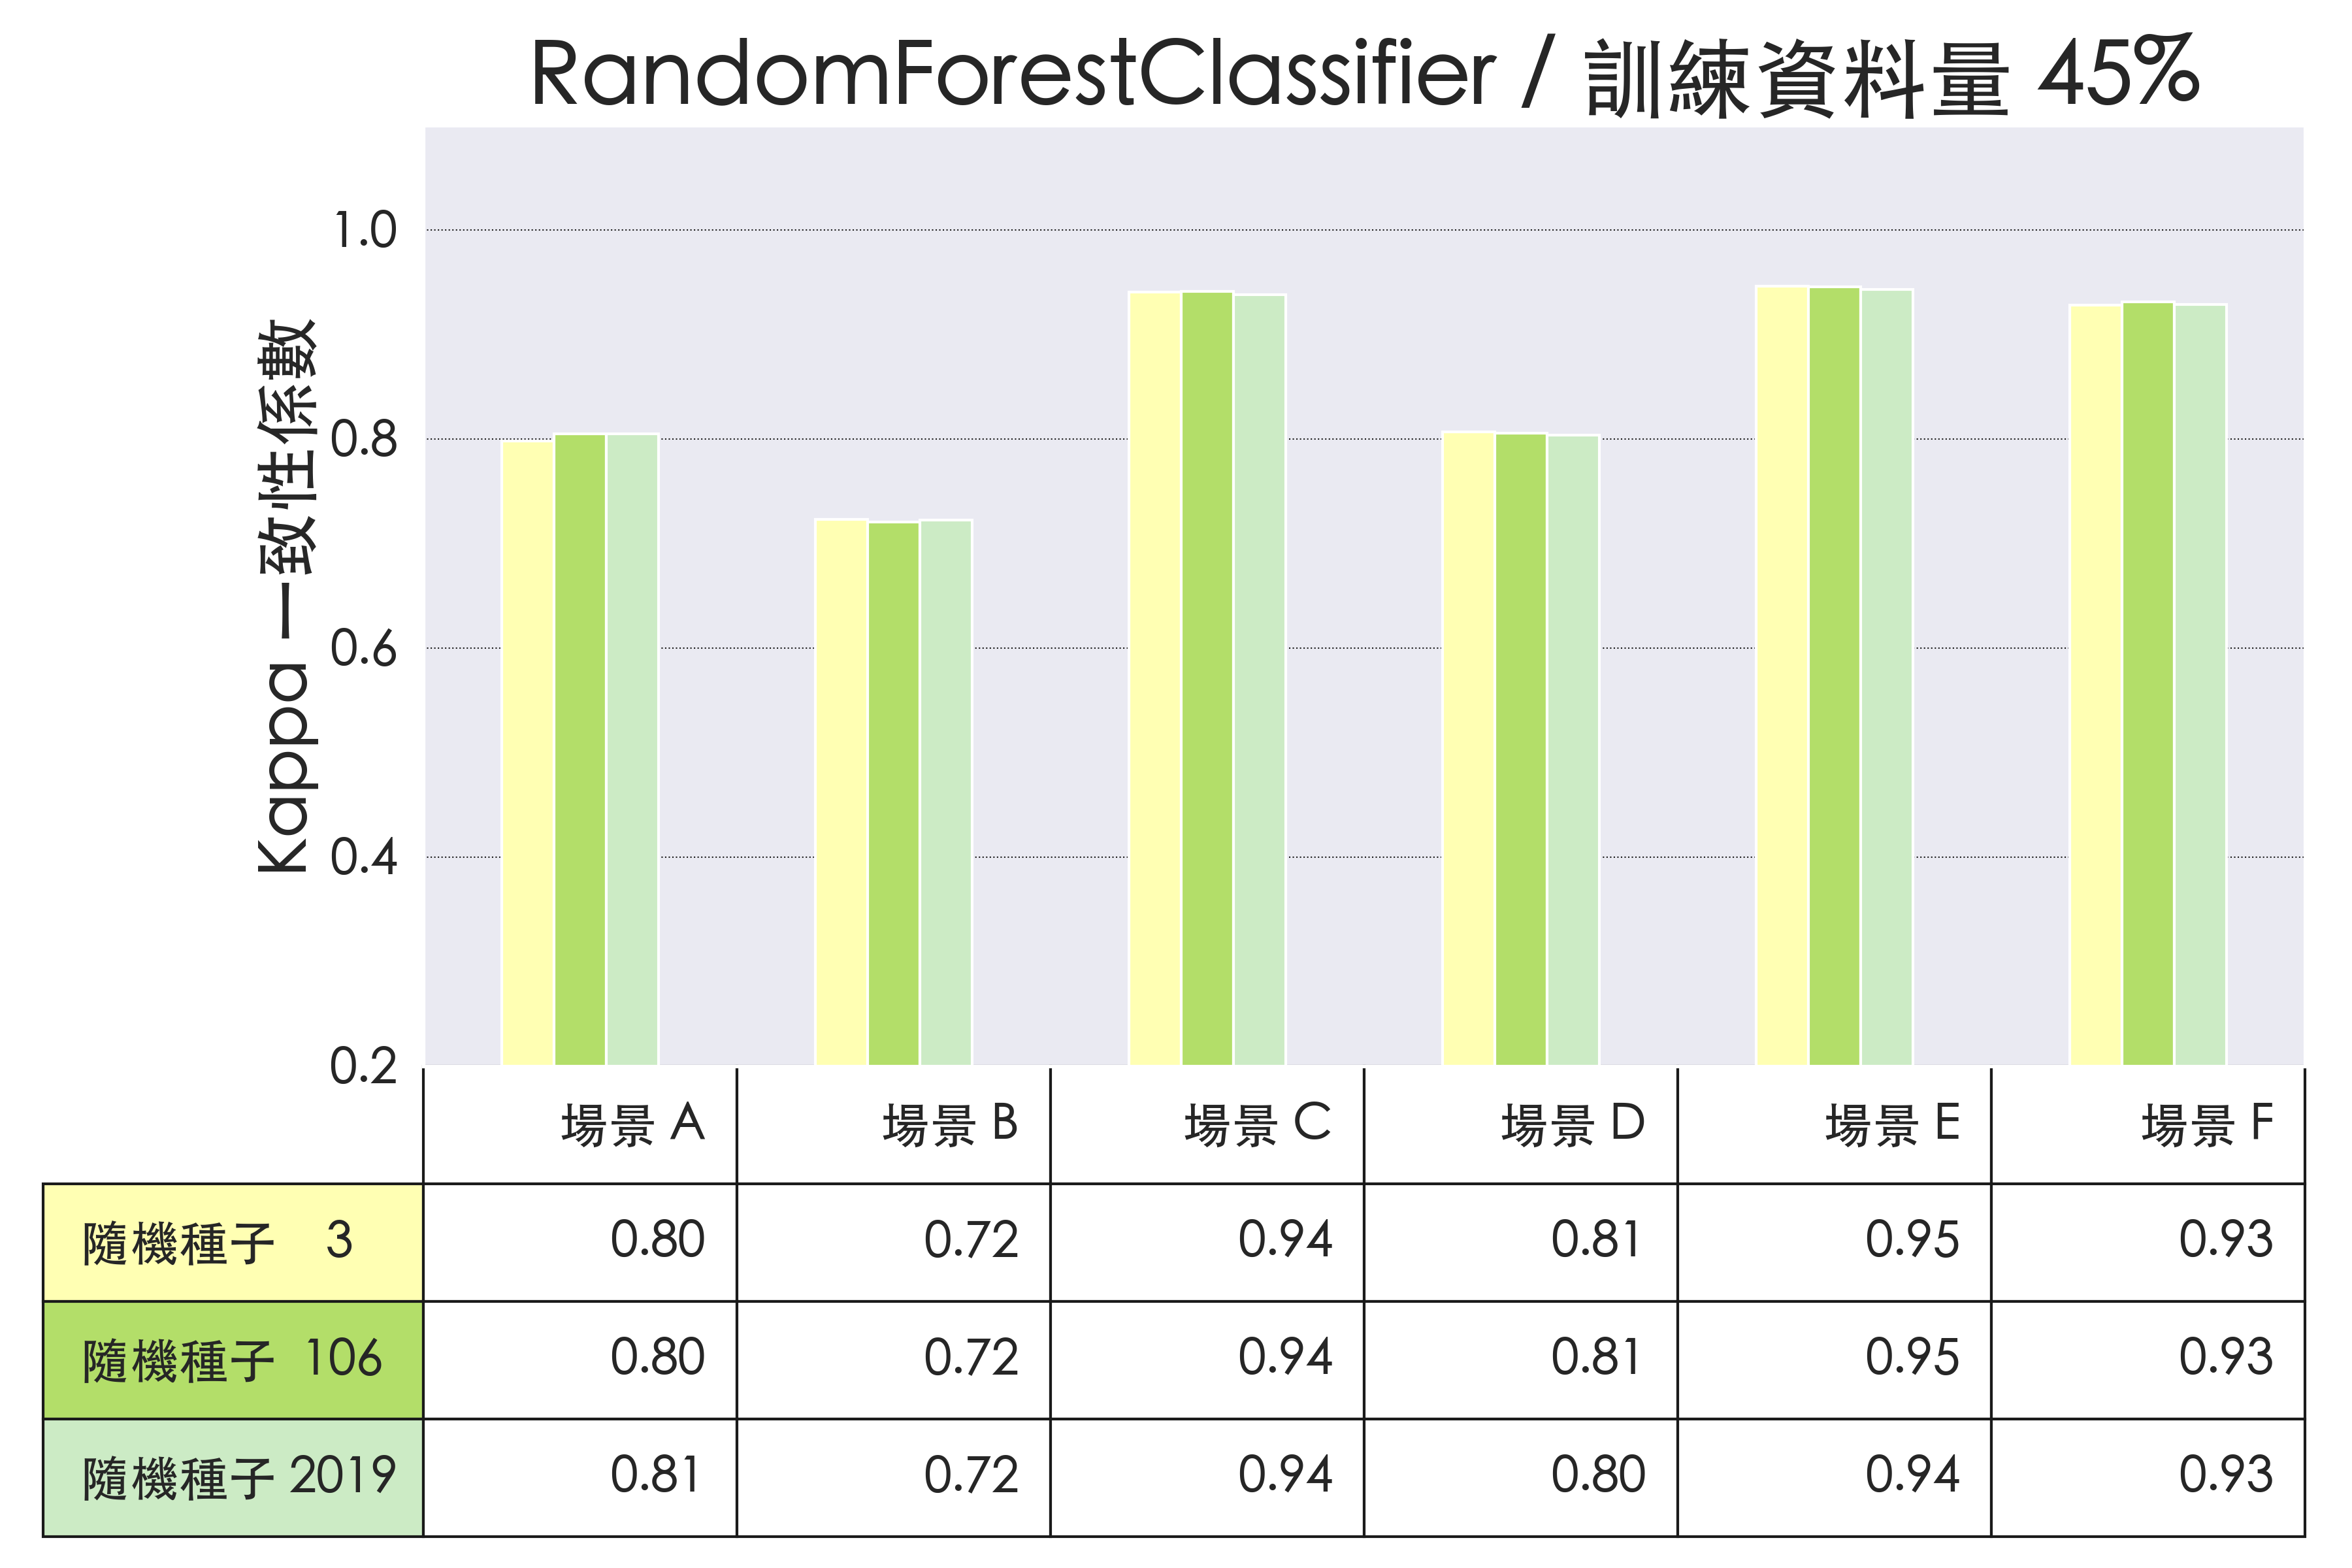 RandomForestClassifier / 訓練資料量 45%
Kappa 一致性係數
1.0
0.8
0.6
0.4
0.2
場景 A 場景 B 場景 C 場景 D 場景 E 場景 F
隨機種子 3 0.80 0.72 0.94 0.81 0.95 0.93
隨機種子 106 0.80 0.72 0.94 0.81 0.95 0.93
隨機種子 2019 0.81 0.72 0.94 0.80 0.94 0.93